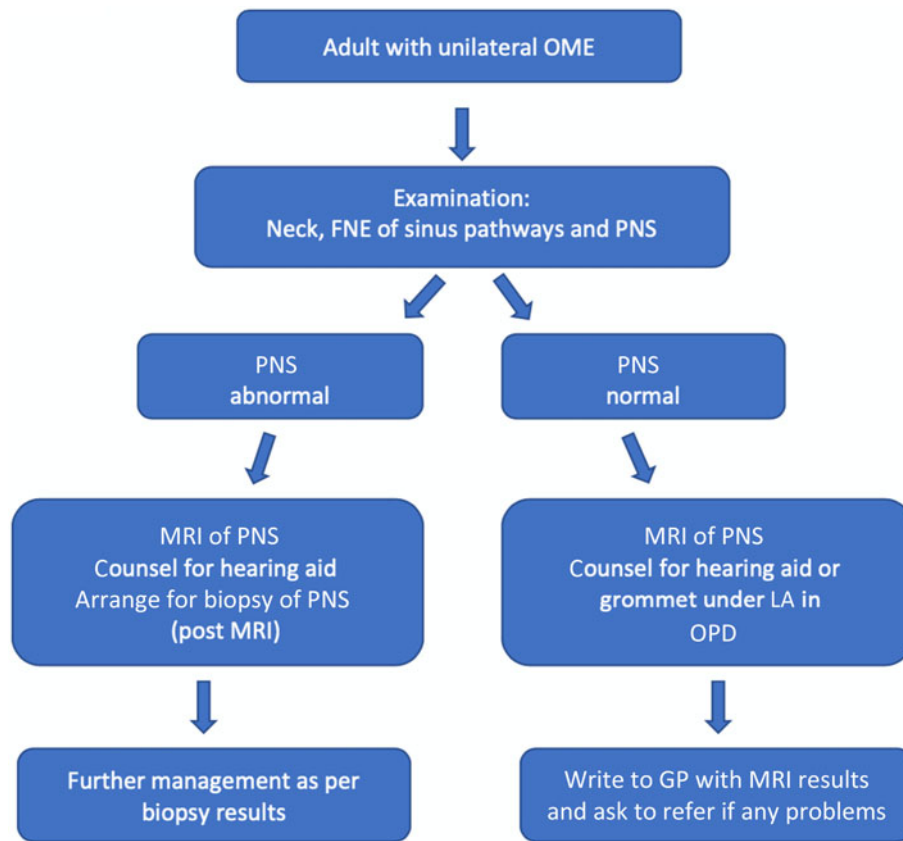 Adult with unilateral OME
Examination:
Neck, FNE of sinus pathways and PNS
PNS
abnormal
PNS
normal
MRI of PNS
Counsel for hearing aid
Arrange for biopsy of PNS
(post MRI)
MRI of PNS
Counsel for hearing aid or
grommet under LA in
OPD
Further management as per
biopsy results
Write to GP with MRI results
and ask to refer if any problems